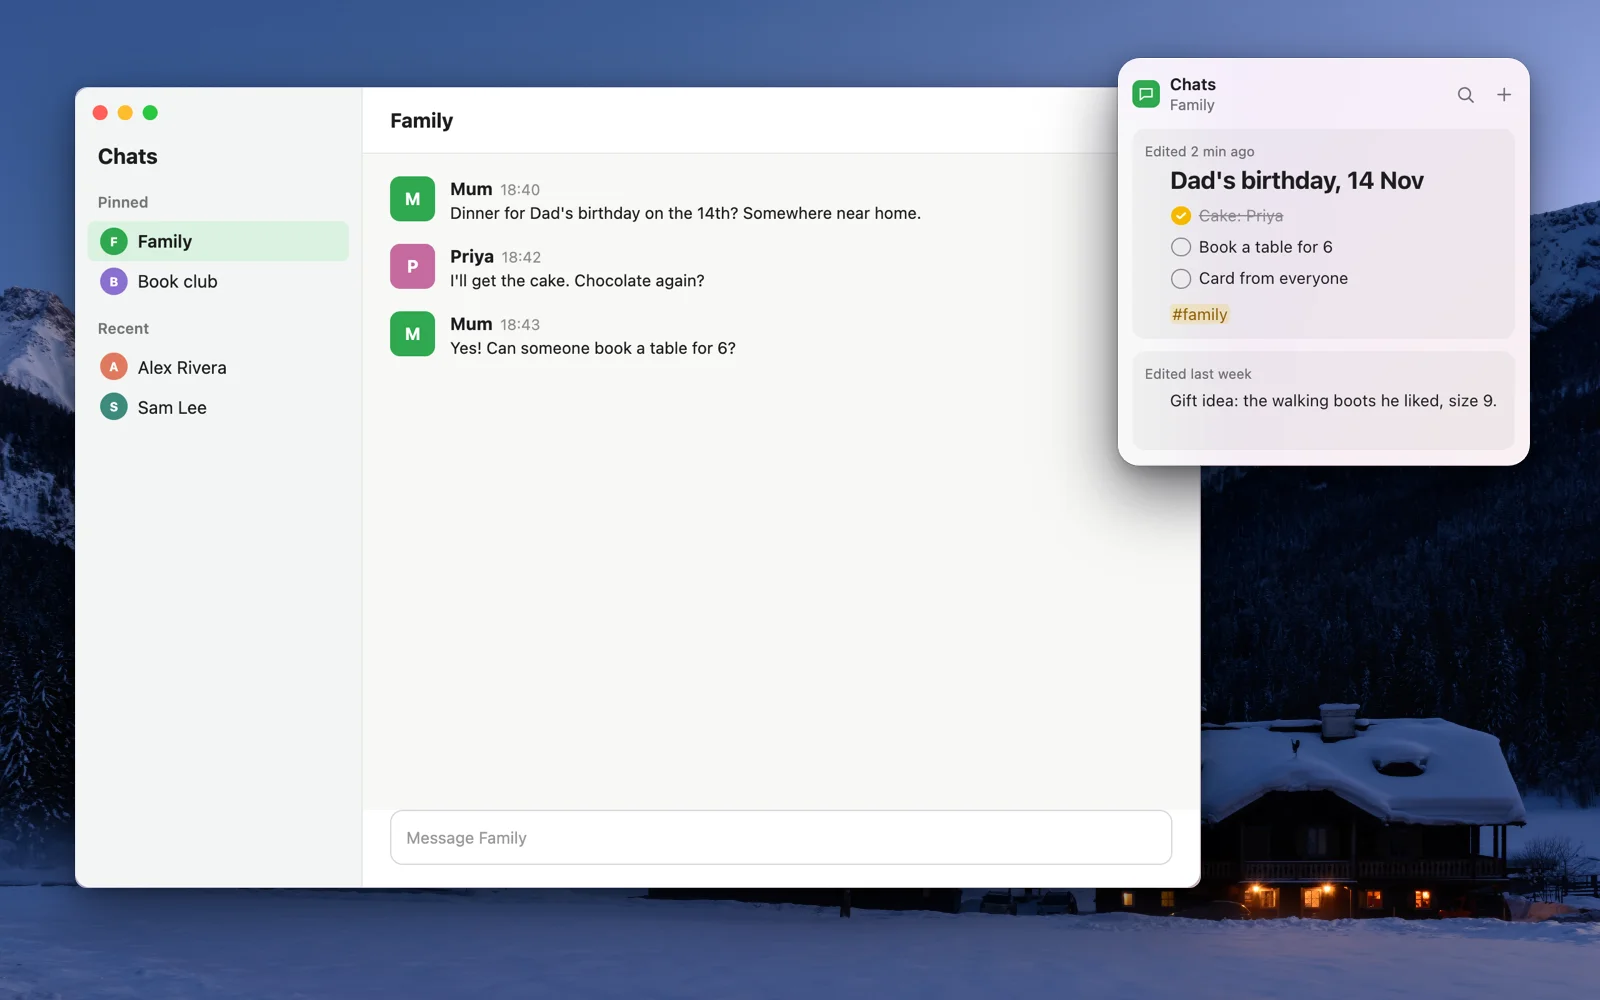 Chats
Pinned
F Family
B Book club
Recent
A Alex Rivera
S Sam Lee
Family
M
Mum 18:40
Dinner for Dad's birthday on the 14th? Somewhere near home.
P
Priya 18:42
I'll get the cake. Chocolate again?
M
Mum 18:43
Yes! Can someone book a table for 6?
Message Family
Chats
Family
Edited 2 min ago
Dad's birthday, 14 Nov
Cake: Priya
Book a table for 6
Card from everyone
#family
Edited last week
Gift idea: the walking boots he liked, size 9.